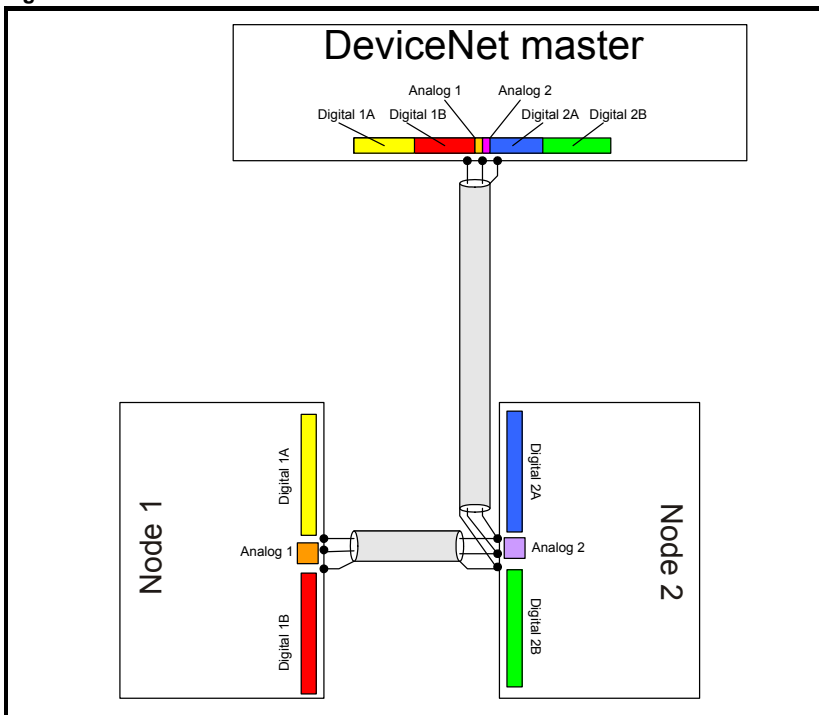 DeviceNet master
Analog 1 Analog 2
Digital 1A Digital 1B Digital 2A Digital 2B
Node 1
Digital 1A
Analog 1
Digital 1B
Digital 2A
Analog 2
Digital 2B
Node 2